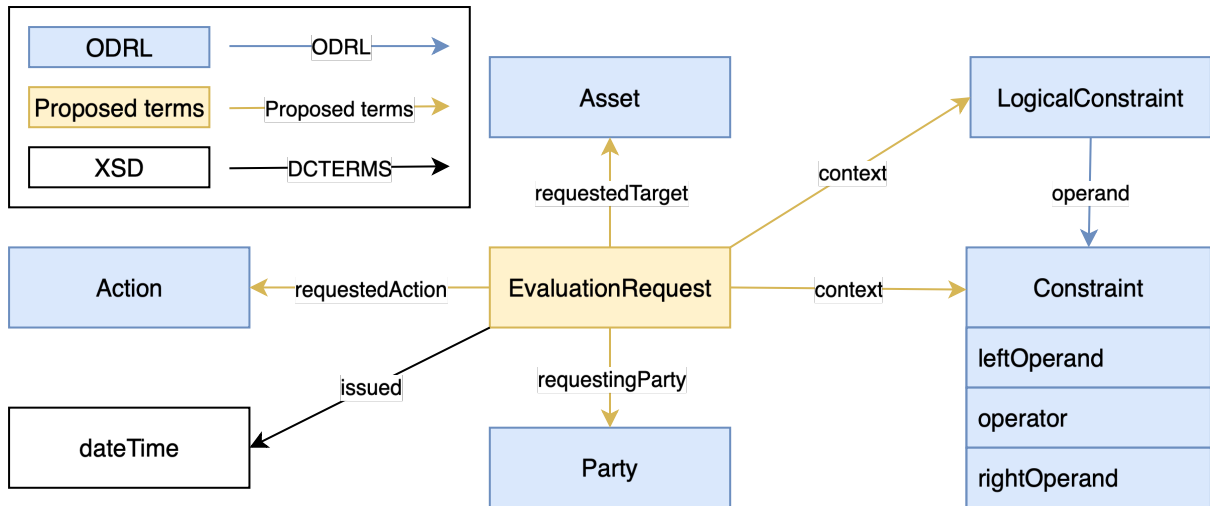 ODRL
ODRL
Proposed terms
Proposed terms
XSD
DCTERMS
Asset
LogicalConstraint
requestedTarget
context
operand
Action
requestedAction
EvaluationRequest
context
Constraint
leftOperand
issued
requestingParty
operator
dateTime
Party
rightOperand